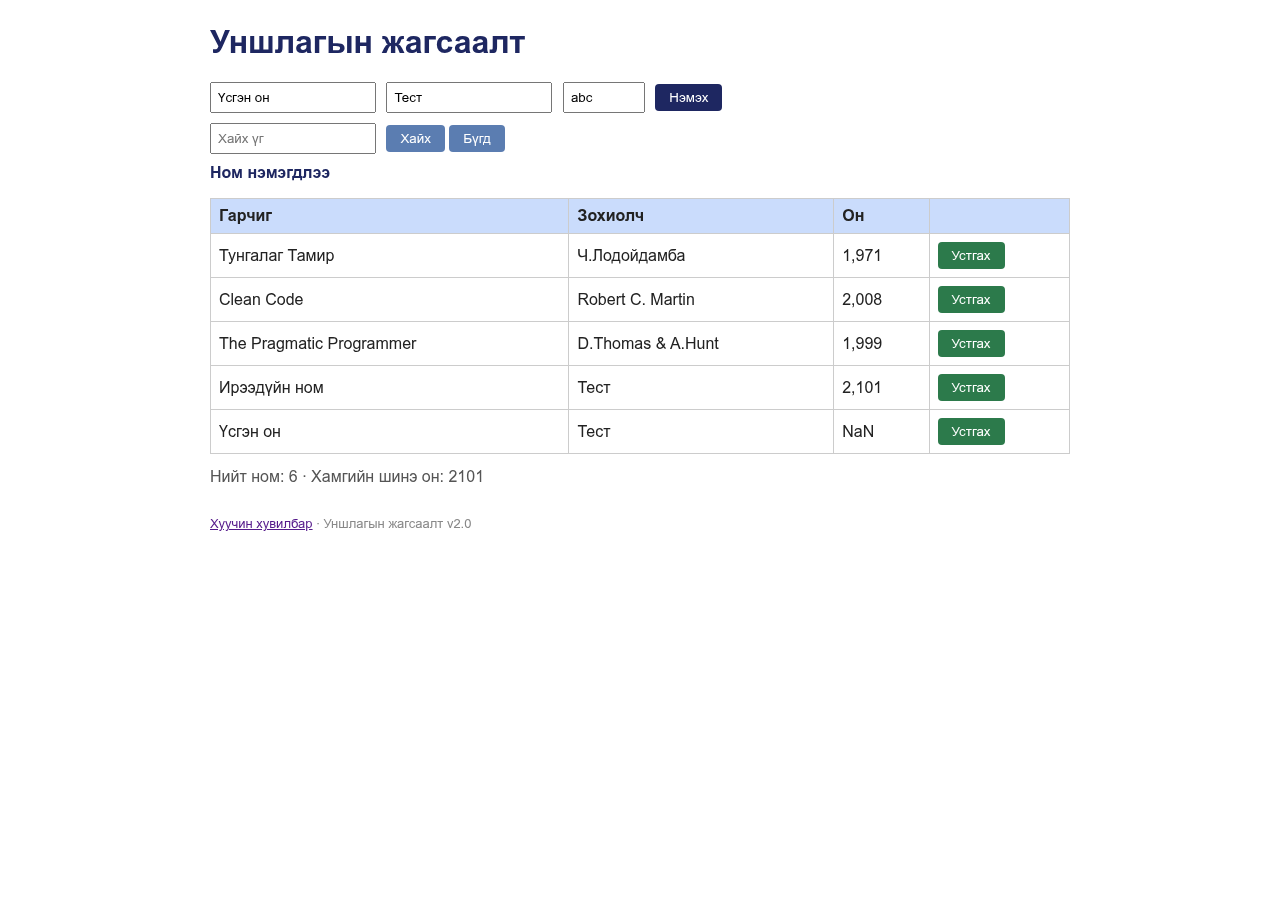 Уншлагын жагсаалт
Үсгэн он Тест abc Нэмэх
Хайх үг Хайх Бүгд
Ном нэмэгдлээ
Гарчиг Зохиолч Он
Тунгалаг Тамир Ч.Лодойдамба 1,971 Устгах
Clean Code Robert C. Martin 2,008 Устгах
The Pragmatic Programmer D.Thomas & A.Hunt 1,999 Устгах
Ирээдүйн ном Тест 2,101 Устгах
Үсгэн он Тест NaN Устгах
Нийт ном: 6 · Хамгийн шинэ он: 2101
Хуучин хувилбар · Уншлагын жагсаалт v2.0